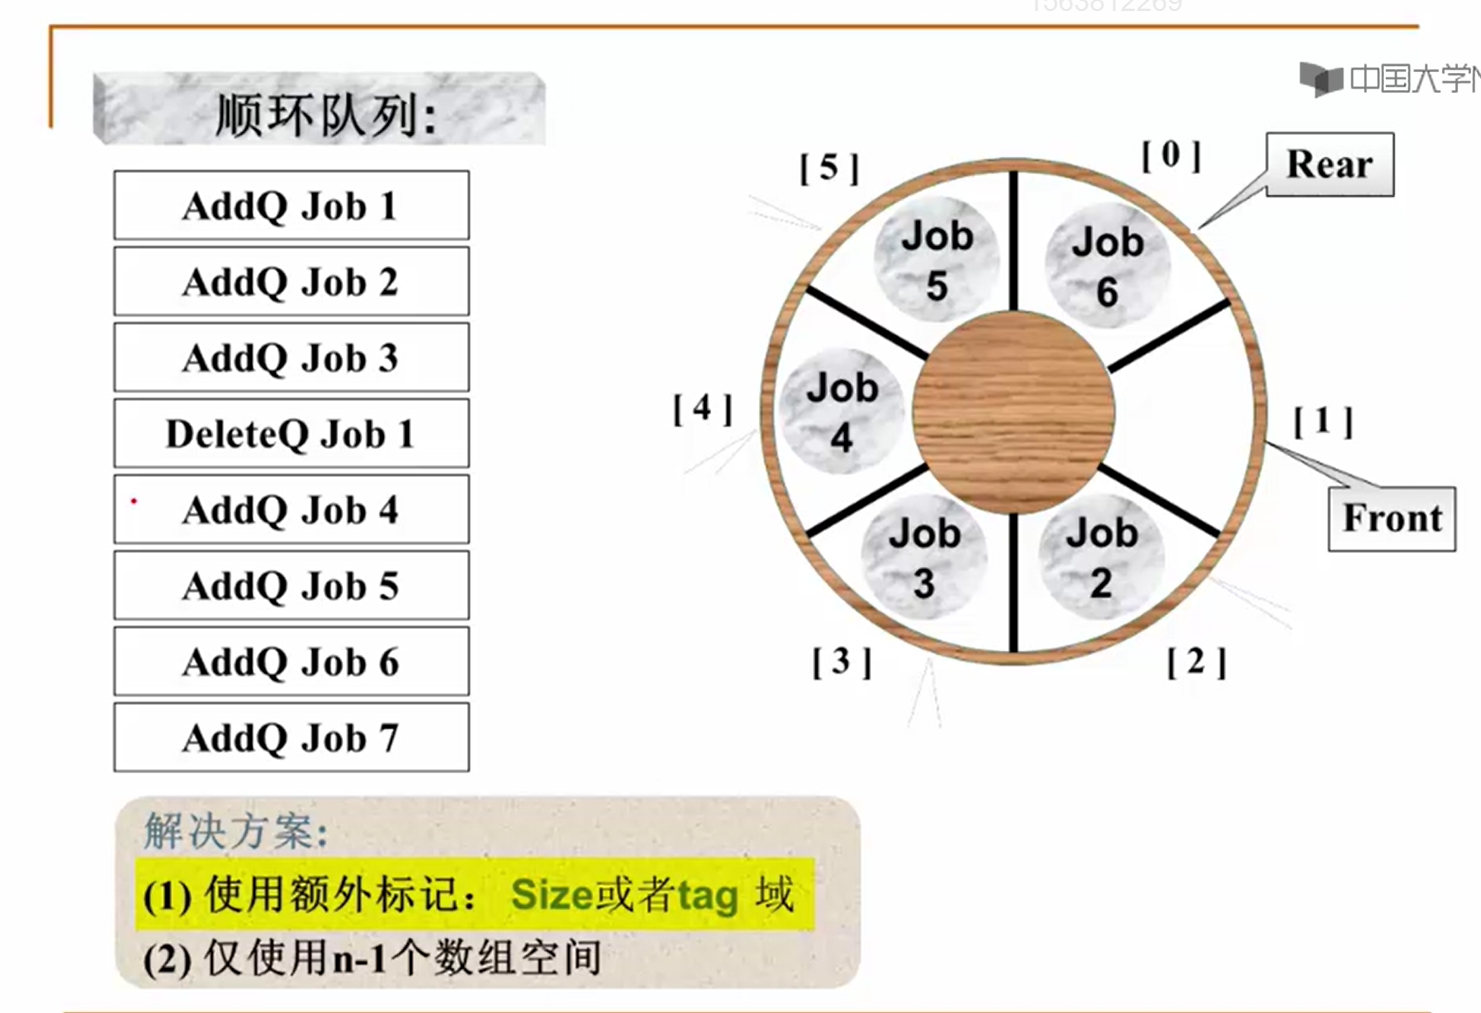 1563812269
中国大学
顺环队列:
AddQ Job 1
AddQ Job 2
AddQ Job 3
DeleteQ Job 1
AddQ Job 4
AddQ Job 5
AddQ Job 6
AddQ Job 7
[ 5 ]
[ 0 ]
Rear
Job
5
Job
6
[ 4 ]
Job
4
[ 1 ]
Front
Job
3
Job
2
[ 3 ]
[ 2 ]
解决方案:
(1) 使用额外标记： Size或者tag 域
(2) 仅使用n-1个数组空间